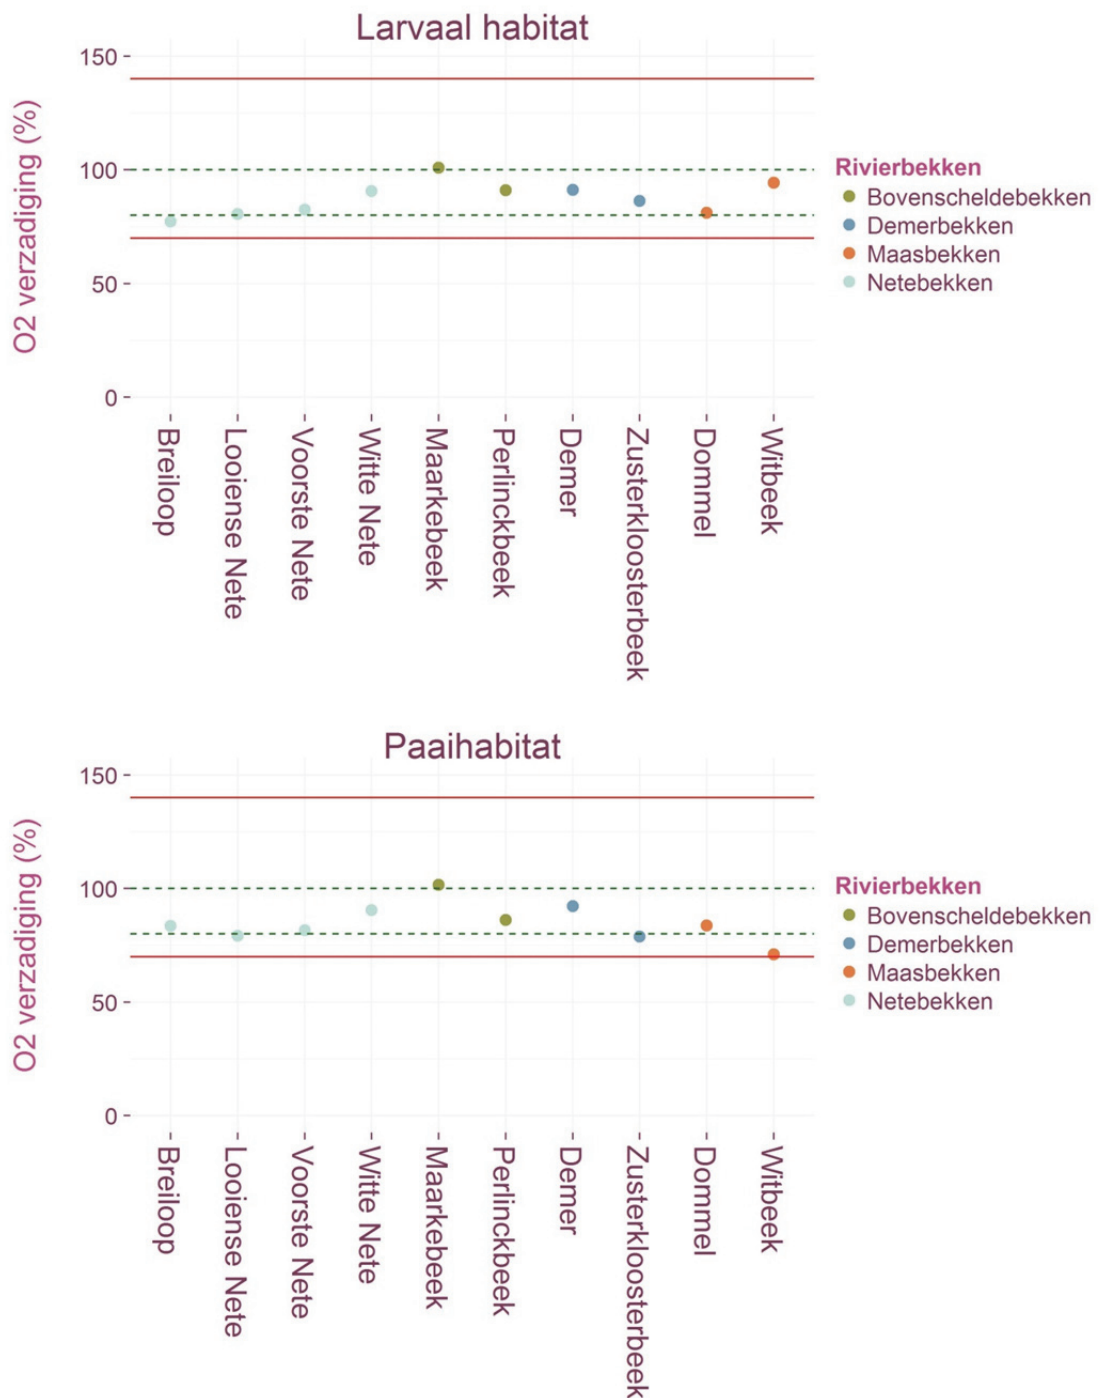 Larvaal habitat
O2 verzadiging (%)
150
100
50
0
Breiloop
Looiense Nete
Voorste Nete
Witte Nete
Maarkebeek
Perlinckbeek
Demer
Zusterkloosterbeek
Dommel
Witbeek
Rivierbekken
Bovenscheldebekken
Demerbekken
Maasbekken
Netebekken
Paaihabitat
O2 verzadiging (%)
150
100
50
0
Breiloop
Looiense Nete
Voorste Nete
Witte Nete
Maarkebeek
Perlinckbeek
Demer
Zusterkloosterbeek
Dommel
Witbeek
Rivierbekken
Bovenscheldebekken
Demerbekken
Maasbekken
Netebekken